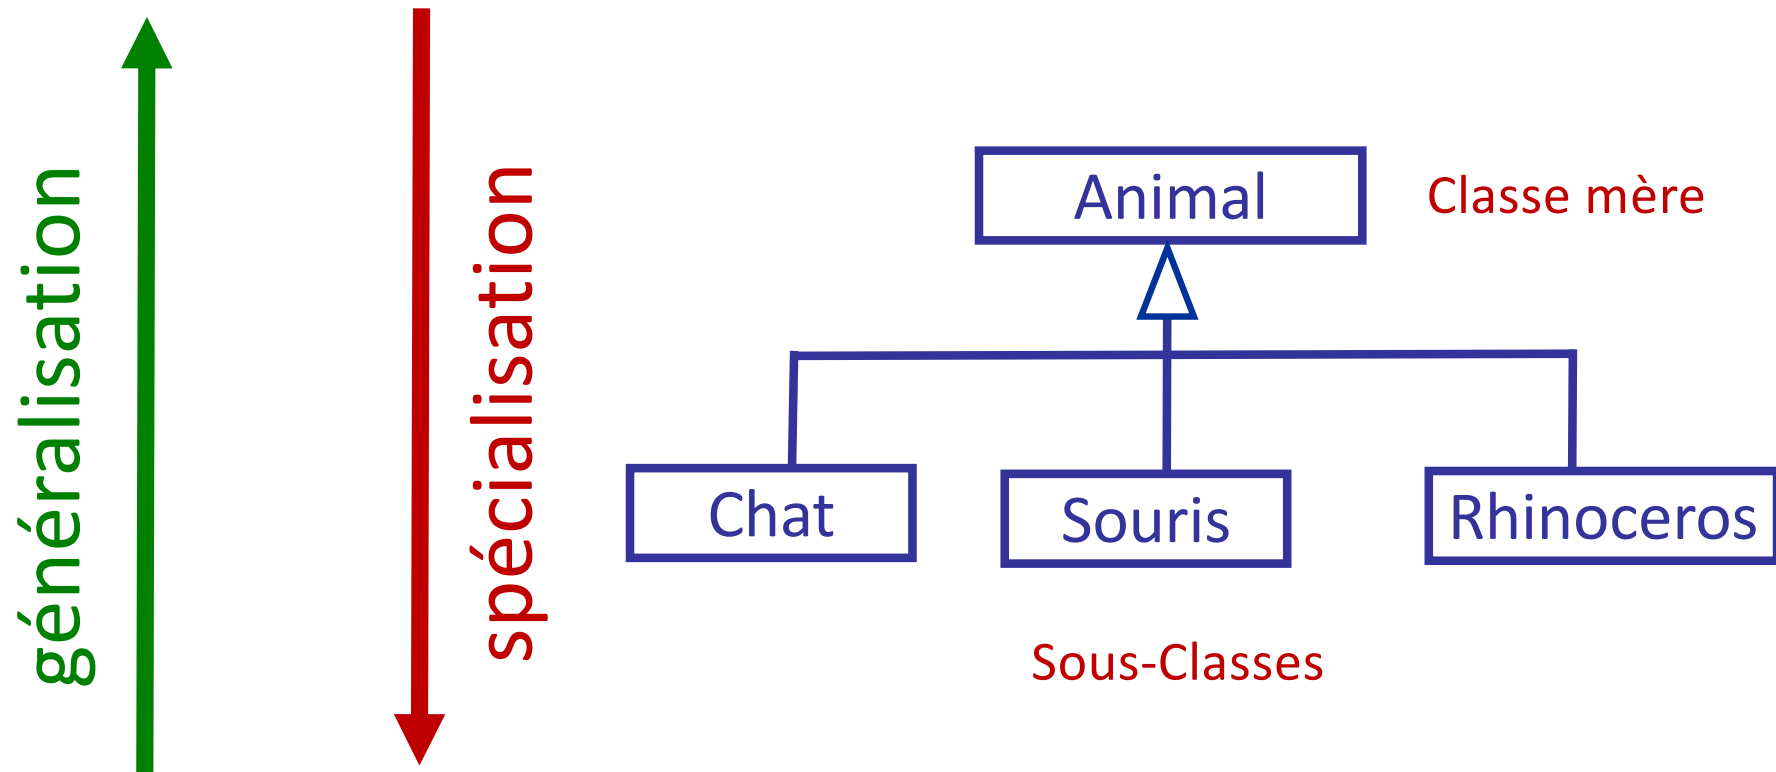 généralisation
spécialisation
Animal
Classe mère
Chat
Souris
Rhinoceros
Sous-Classes